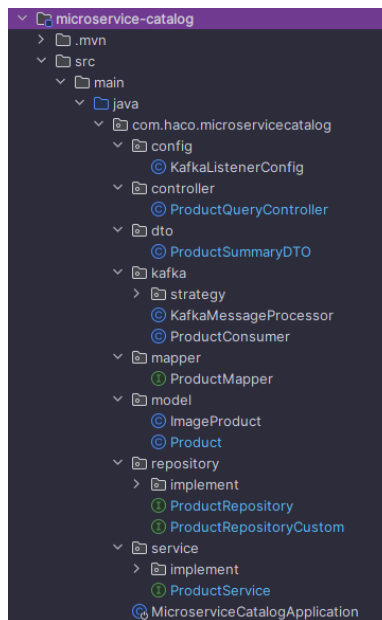 microservice-catalog
.mvn
src
main
java
com.haco.microservicecatalog
config
KafkaListenerConfig
controller
ProductQueryController
dto
ProductSummaryDTO
kafka
strategy
KafkaMessageProcessor
ProductConsumer
mapper
ProductMapper
model
ImageProduct
Product
repository
implement
ProductRepository
ProductRepositoryCustom
service
implement
ProductService
MicroserviceCatalogApplication